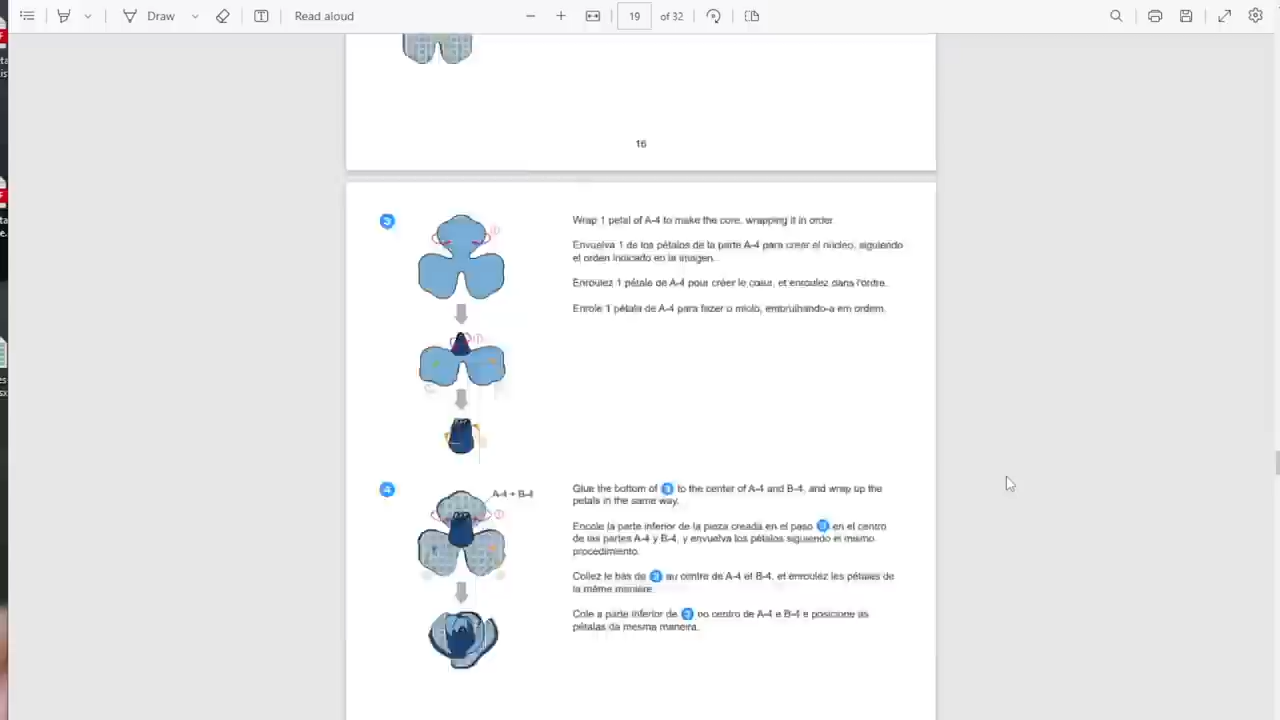 Draw
Read aloud
19 of 32
16
3
Wrap 1 petal of A-4 to make the core, wrapping it in order.
Envuelva 1 de los pétalos de la parte A-4 para crear el núcleo, siguiendo
el orden indicado en la imagen.
Enroulez 1 pétale de A-4 pour créer le cœur, et enroulez dans l'ordre.
Enrole 1 pétala de A-4 para fazer o miolo, embrulhando-a em ordem.
4
A-4 + B-4
Glue the bottom of 3 to the center of A-4 and B-4, and wrap up the
petals in the same way.
Encole la parte inferior de la pieza creada en el paso 3 en el centro
de las partes A-4 y B-4, y envuelva los pétalos siguiendo el mismo
procedimiento.
Collez le bas de 3 au centre de A-4 et B-4, et enroulez les pétales de
la même manière.
Cole a parte inferior de 3 no centro de A-4 e B-4 e posicione as
pétalas da mesma maneira.